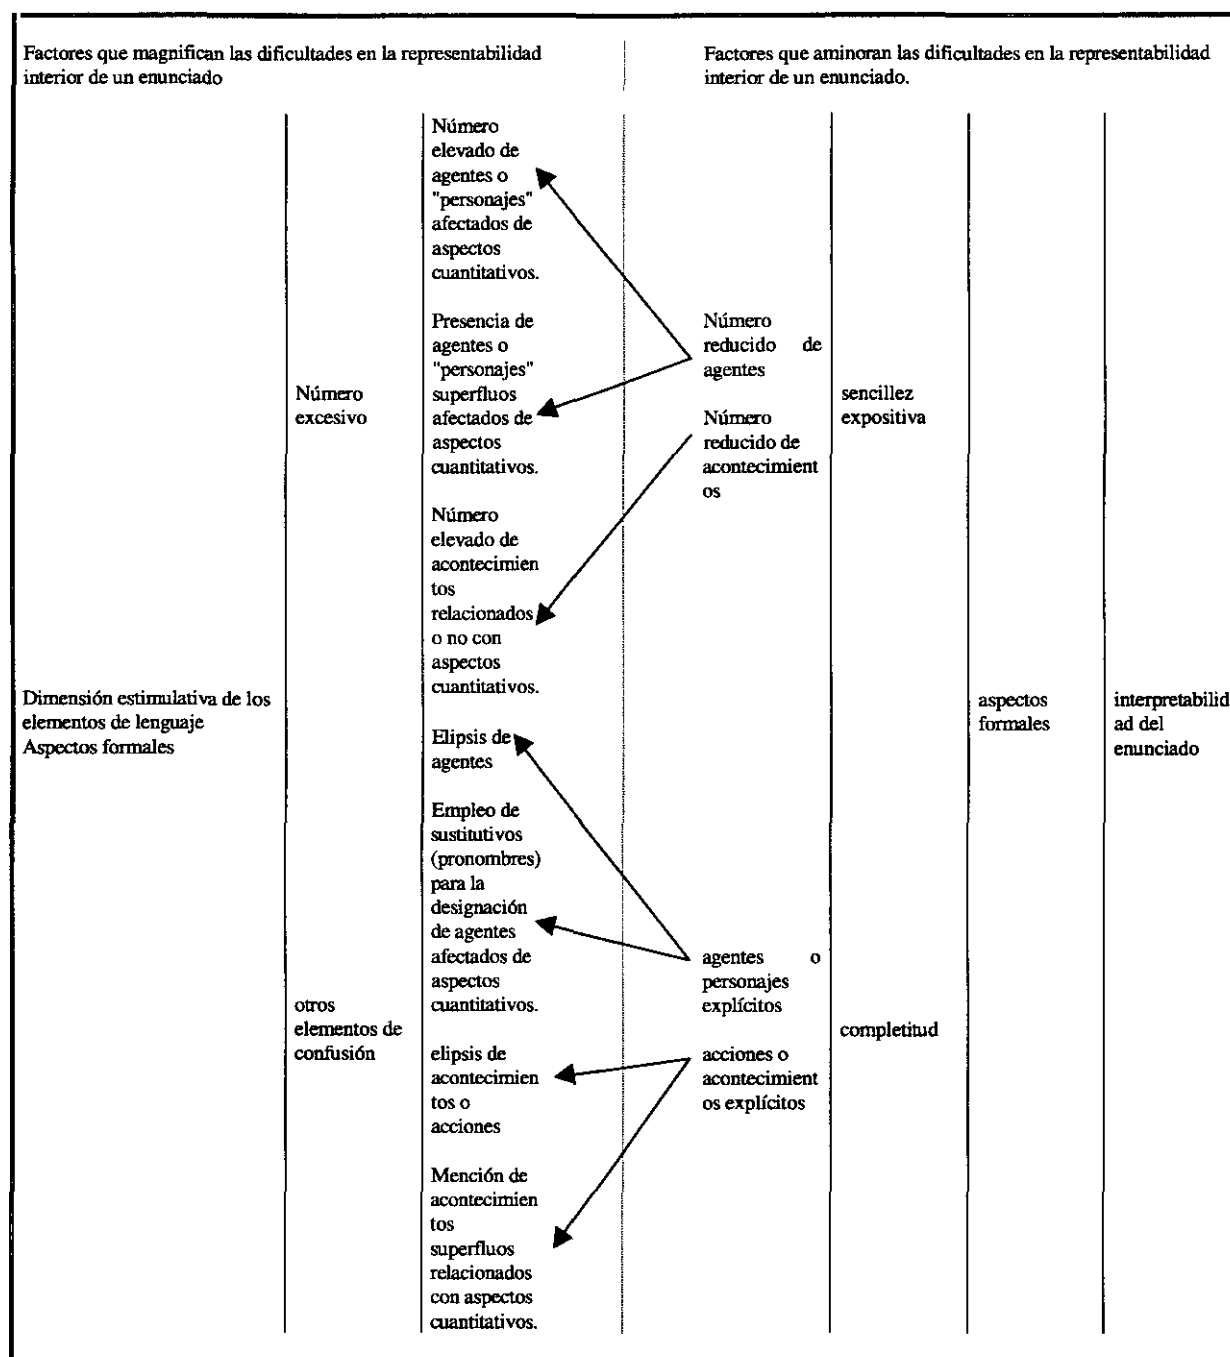 Factores que magnifican las dificultades en la representabilidad
interior de un enunciado
Factores que aminoran las dificultades en la representabilidad
interior de un enunciado.
Dimensión estimulativa de los
elementos de lenguaje
Aspectos formales
Número
excesivo
otros
elementos de
confusión
Número
elevado de
agentes o
"personajes"
afectados de
aspectos
cuantitativos.
Presencia de
agentes o
"personajes"
superfluos
afectados de
aspectos
cuantitativos.
Número
elevado de
acontecimien
tos
relacionados
o no con
aspectos
cuantitativos.
Elipsis de
agentes
Empleo de
sustitutivos
(pronombres)
para la
designación
de agentes
afectados de
aspectos
cuantitativos.
elipsis de
acontecimien
tos o
acciones
Mención de
acontecimien
tos
superfluos
relacionados
con aspectos
cuantitativos.
Número
reducido de
agentes
Número
reducido de
acontecimient
os
agentes o
personajes
explícitos
acciones o
acontecimient
os explícitos
sencillez
expositiva
completitud
aspectos
formales
interpretabilid
ad del
enunciado